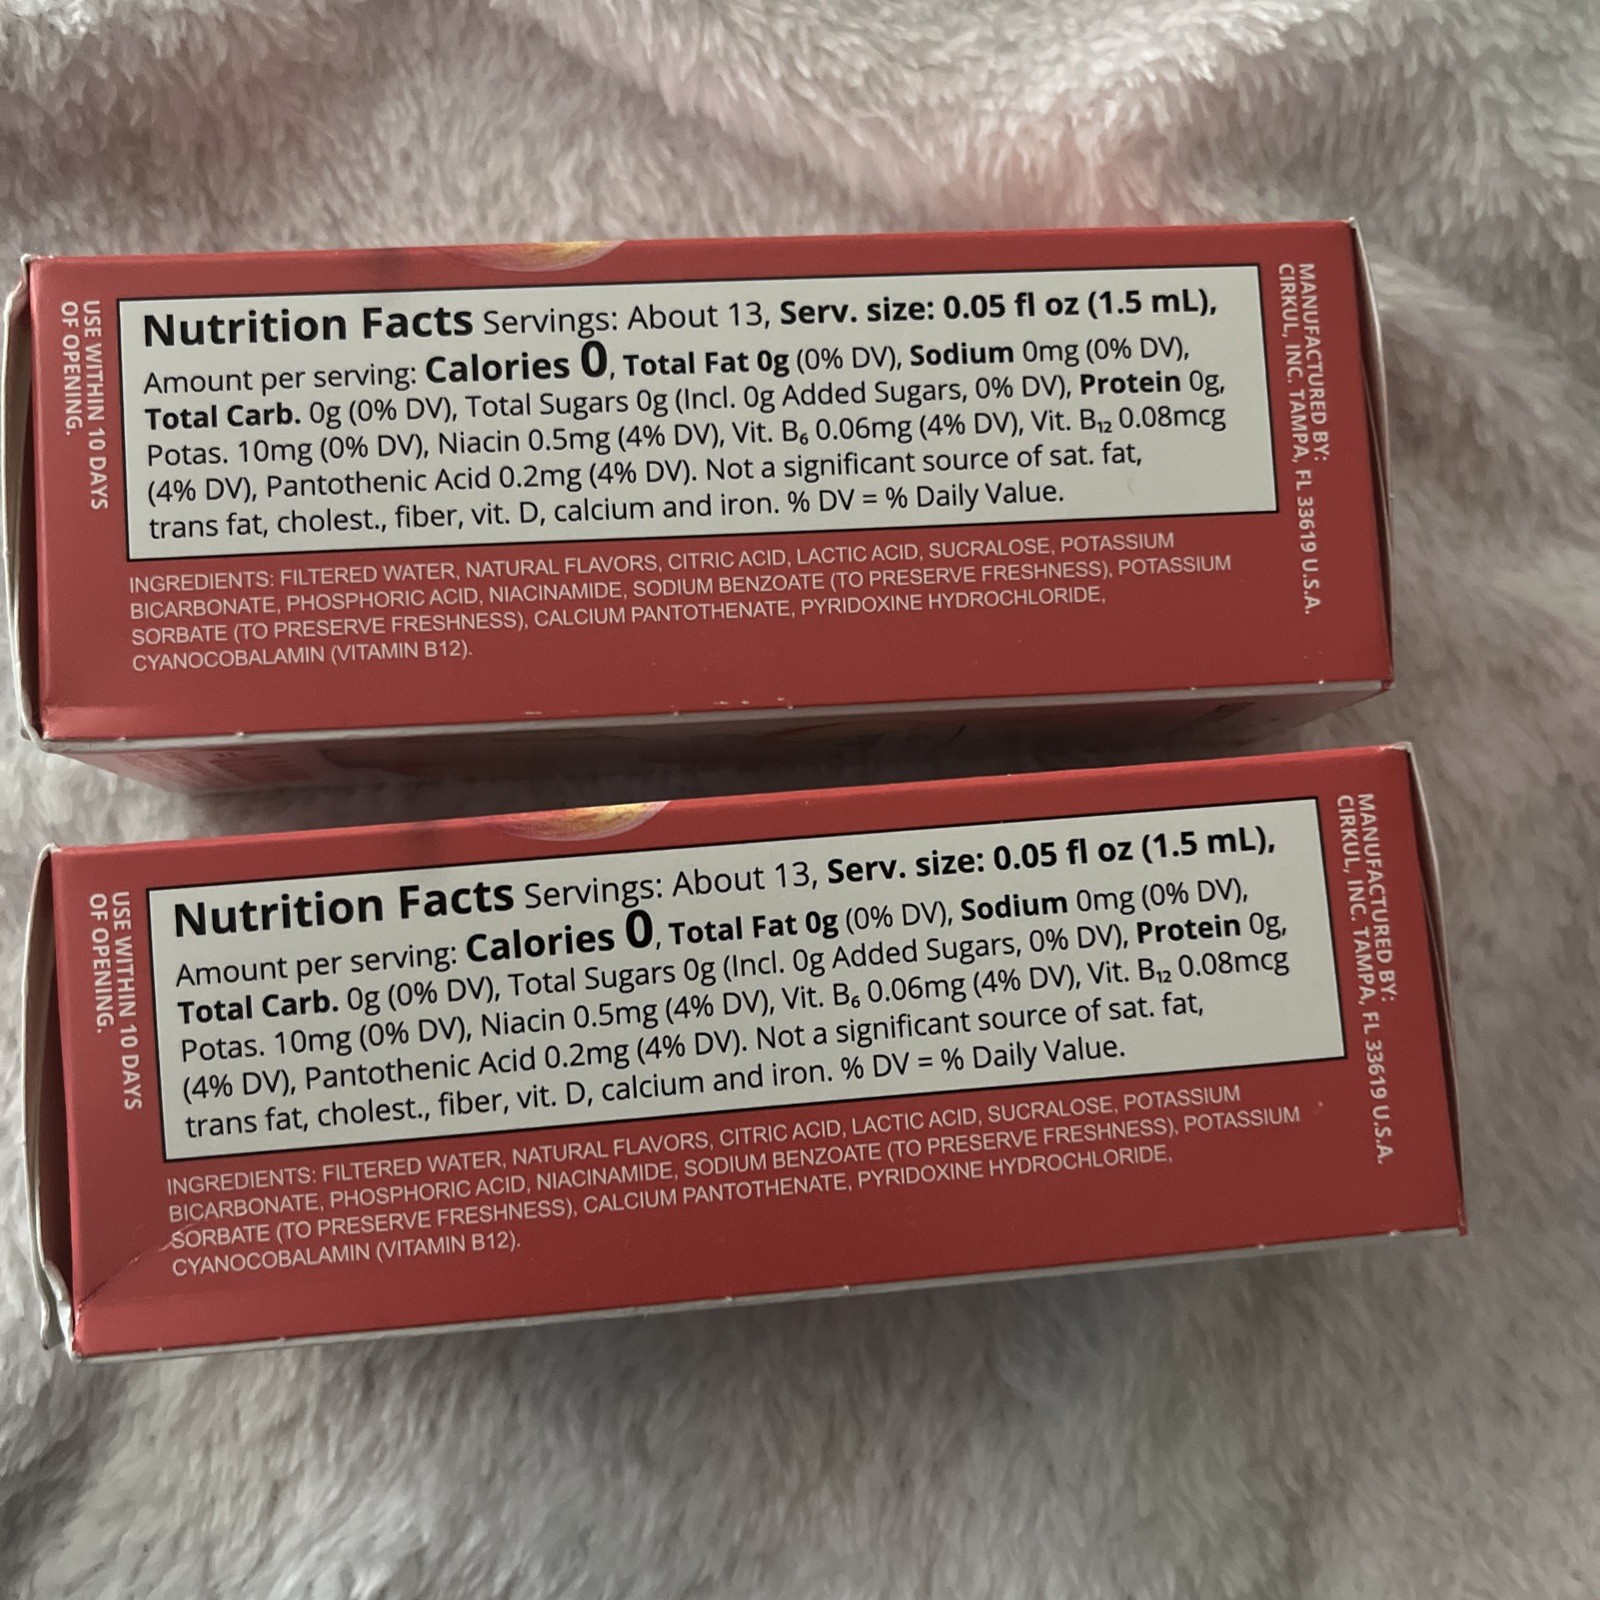 USE WITHIN 10 DAYS
OF OPENING.
Nutrition Facts Servings: About 13, Serv. size: 0.05 fl oz (1.5 mL),
Amount per serving: Calories 0, Total Fat 0g (0% DV), Sodium 0mg (0% DV),
Total Carb. 0g (0% DV), Total Sugars 0g (Incl. 0g Added Sugars, 0% DV), Protein 0g,
Potas. 10mg (0% DV), Niacin 0.5mg (4% DV), Vit. B₆ 0.06mg (4% DV), Vit. B₁₂ 0.08mcg
(4% DV), Pantothenic Acid 0.2mg (4% DV). Not a significant source of sat. fat,
trans fat, cholest., fiber, vit. D, calcium and iron. % DV = % Daily Value.
INGREDIENTS: FILTERED WATER, NATURAL FLAVORS, CITRIC ACID, LACTIC ACID, SUCRALOSE, POTASSIUM
BICARBONATE, PHOSPHORIC ACID, NIACINAMIDE, SODIUM BENZOATE (TO PRESERVE FRESHNESS), POTASSIUM
SORBATE (TO PRESERVE FRESHNESS), CALCIUM PANTOTHENATE, PYRIDOXINE HYDROCHLORIDE,
CYANOCOBALAMIN (VITAMIN B12).
MANUFACTURED BY:
CIRKUL, INC. TAMPA, FL 33619 U.S.A.
USE WITHIN 10 DAYS
OF OPENING.
Nutrition Facts Servings: About 13, Serv. size: 0.05 fl oz (1.5 mL),
Amount per serving: Calories 0, Total Fat 0g (0% DV), Sodium 0mg (0% DV),
Total Carb. 0g (0% DV), Total Sugars 0g (Incl. 0g Added Sugars, 0% DV), Protein 0g,
Potas. 10mg (0% DV), Niacin 0.5mg (4% DV), Vit. B₆ 0.06mg (4% DV), Vit. B₁₂ 0.08mcg
(4% DV), Pantothenic Acid 0.2mg (4% DV). Not a significant source of sat. fat,
trans fat, cholest., fiber, vit. D, calcium and iron. % DV = % Daily Value.
INGREDIENTS: FILTERED WATER, NATURAL FLAVORS, CITRIC ACID, LACTIC ACID, SUCRALOSE, POTASSIUM
BICARBONATE, PHOSPHORIC ACID, NIACINAMIDE, SODIUM BENZOATE (TO PRESERVE FRESHNESS), POTASSIUM
SORBATE (TO PRESERVE FRESHNESS), CALCIUM PANTOTHENATE, PYRIDOXINE HYDROCHLORIDE,
CYANOCOBALAMIN (VITAMIN B12).
MANUFACTURED BY:
CIRKUL, INC. TAMPA, FL 33619 U.S.A.